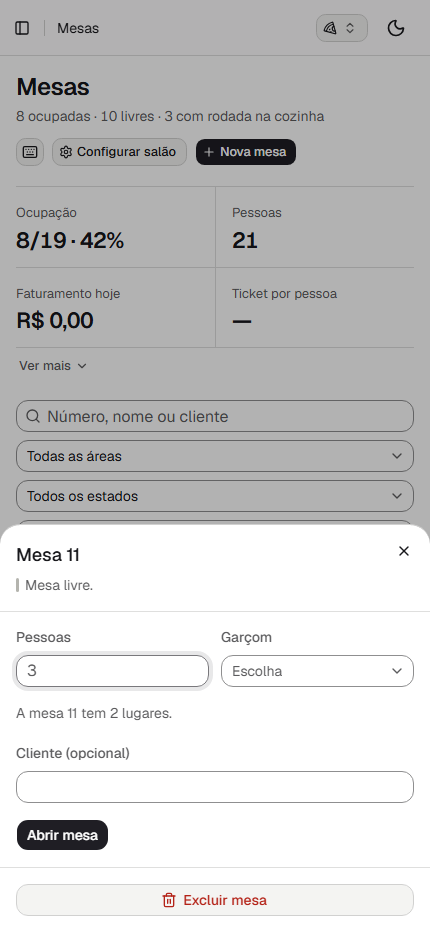 Mesas
Mesas
8 ocupadas · 10 livres · 3 com rodada na cozinha
Configurar salão
+ Nova mesa
Ocupação
8/19 · 42%
Pessoas
21
Faturamento hoje
R$ 0,00
Ticket por pessoa
—
Ver mais
Número, nome ou cliente
Todas as áreas
Todos os estados
Mesa 11
Mesa livre.
Pessoas
3
Garçom
Escolha
A mesa 11 tem 2 lugares.
Cliente (opcional)
Abrir mesa
Excluir mesa